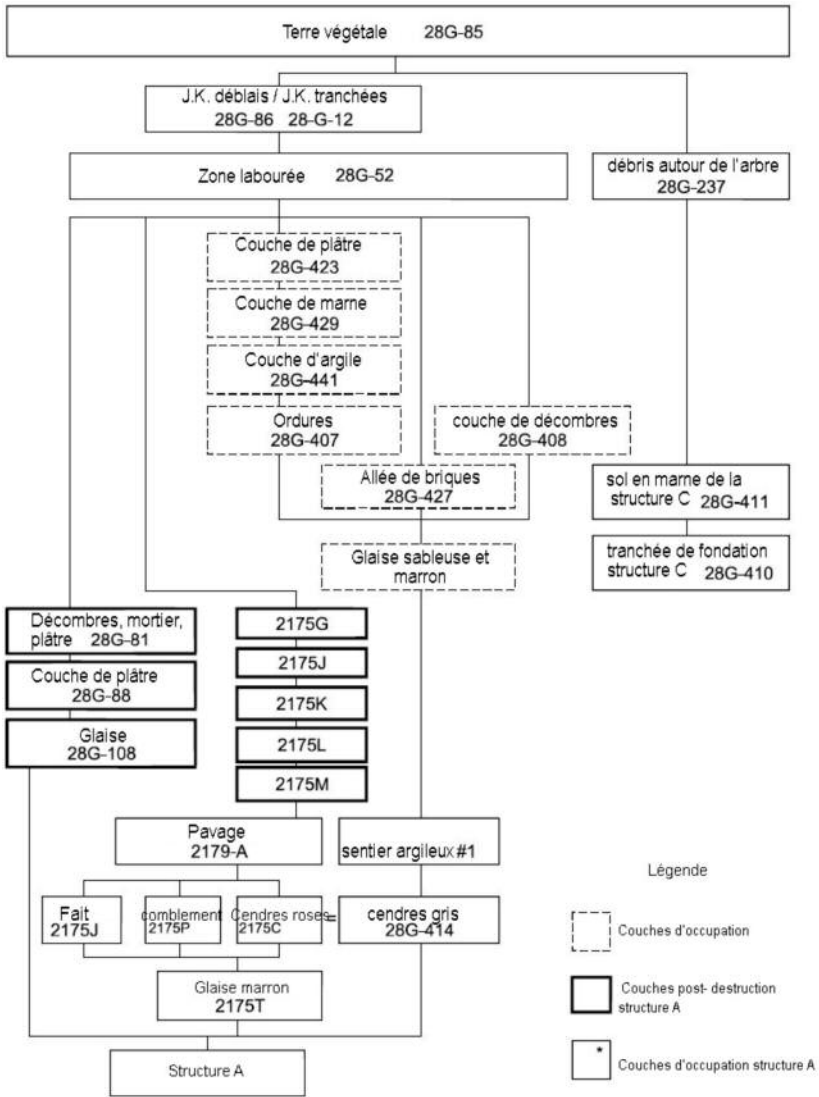 Terre végétale 28G-85
J.K. déblais / J.K. tranchées
28G-86 28-G-12
Zone labourée 28G-52
débris autour de l'arbre
28G-237
Couche de plâtre
28G-423
Couche de marne
28G-429
Couche d'argile
28G-441
Ordures
28G-407
couche de décombres
28G-408
Allée de briques
28G-427
sol en marne de la
structure C 28G-411
Glaise sableuse et
marron
tranchée de fondation
structure C 28G-410
Décombres, mortier,
plâtre 28G-81
Couche de plâtre
28G-88
Glaise
28G-108
2175G
2175J
2175K
2175L
2175M
Pavage
2179-A
sentier argileux #1
Fait
2175J
comblement
2175P
Cendres roses
2175C
=
cendres gris
28G-414
Glaise marron
2175T
Structure A
Légende
Couches d'occupation
Couches post- destruction
structure A
*
Couches d'occupation structure A